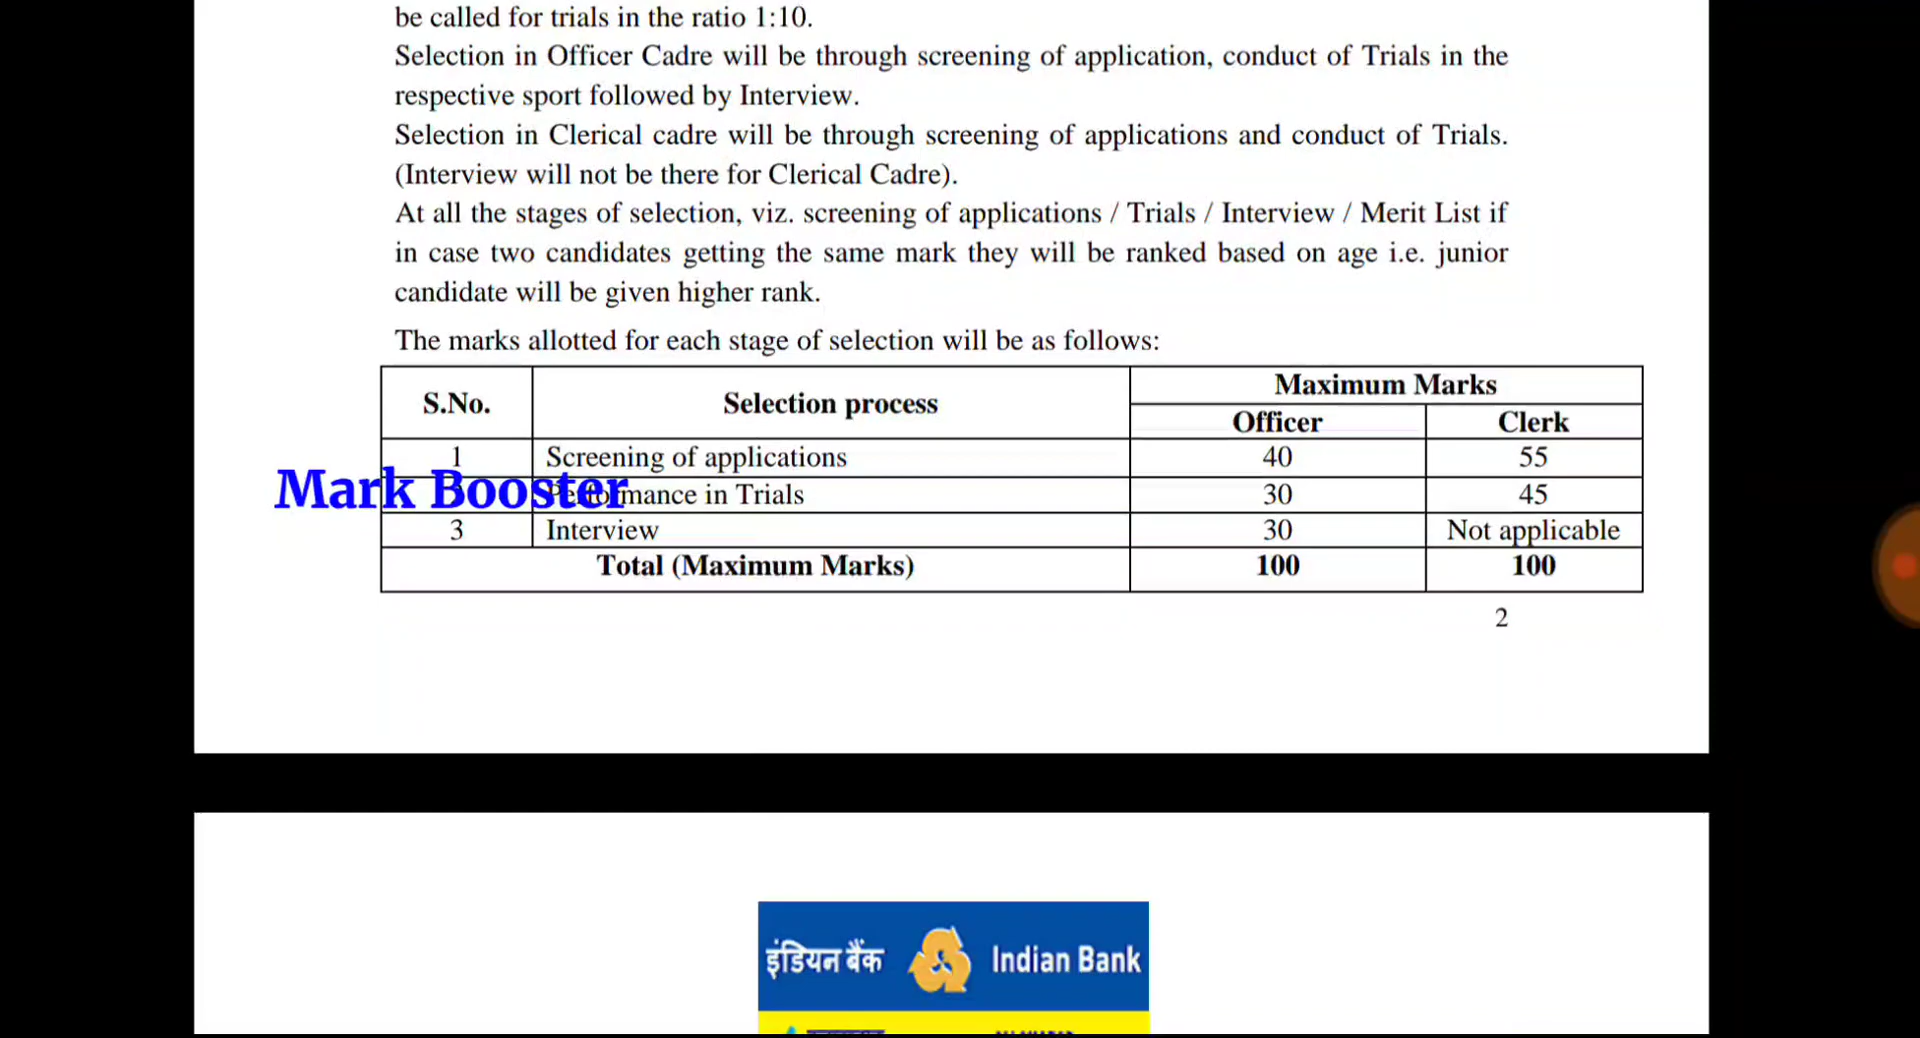 be called for trials in the ratio 1:10.
Selection in Officer Cadre will be through screening of application, conduct of Trials in the
respective sport followed by Interview.
Selection in Clerical cadre will be through screening of applications and conduct of Trials.
(Interview will not be there for Clerical Cadre).
At all the stages of selection, viz. screening of applications / Trials / Interview / Merit List if
in case two candidates getting the same mark they will be ranked based on age i.e. junior
candidate will be given higher rank.
The marks allotted for each stage of selection will be as follows:
S.No. Selection process Maximum Marks
Officer Clerk
1 Screening of applications 40 55
Mark Booster
Performance in Trials 30 45
3 Interview 30 Not applicable
Total (Maximum Marks) 100 100
2
इंडियन बैंक Indian Bank